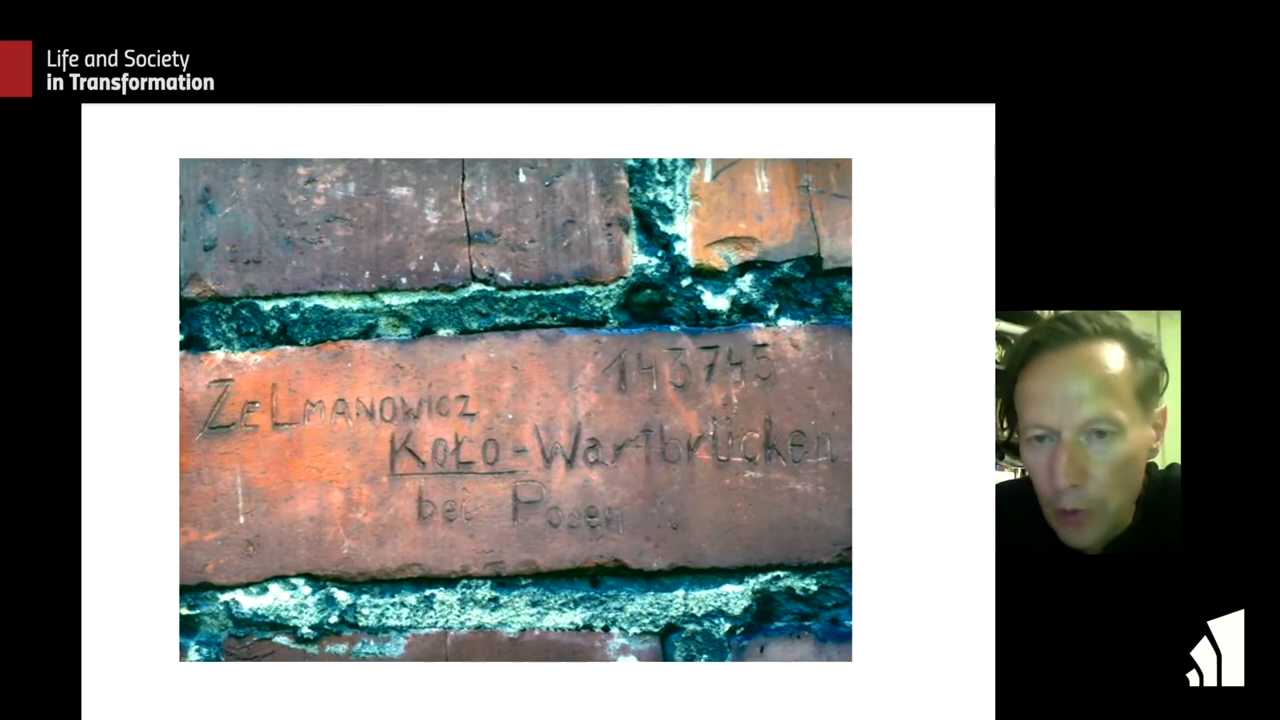 Life and Society
in Transformation
143745
ZeLMANOWicz
KOŁO-Wartbrücken
bei Posen